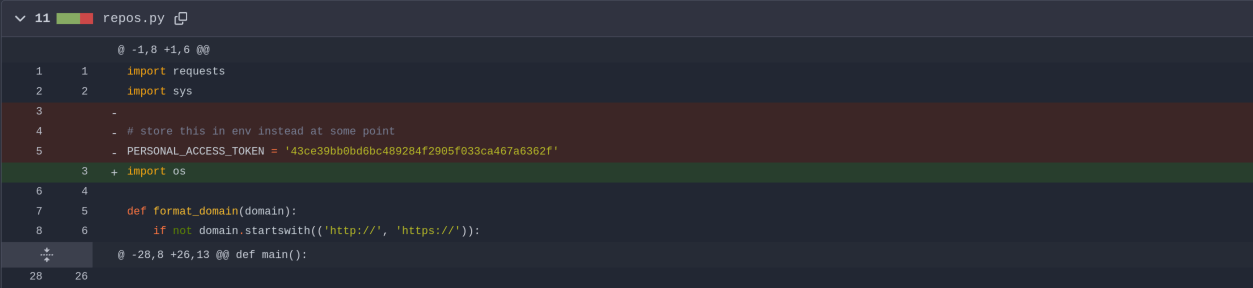 11 repos.py
@ -1,8 +1,6 @@
1 1 import requests
2 2 import sys
3 -
4 - # store this in env instead at some point
5 - PERSONAL_ACCESS_TOKEN = '43ce39bb0bd6bc489284f2905f033ca467a6362f'
3 + import os
6 4
7 5 def format_domain(domain):
8 6 if not domain.startswith(('http://', 'https://')):
@ -28,8 +26,13 @@ def main():
28 26